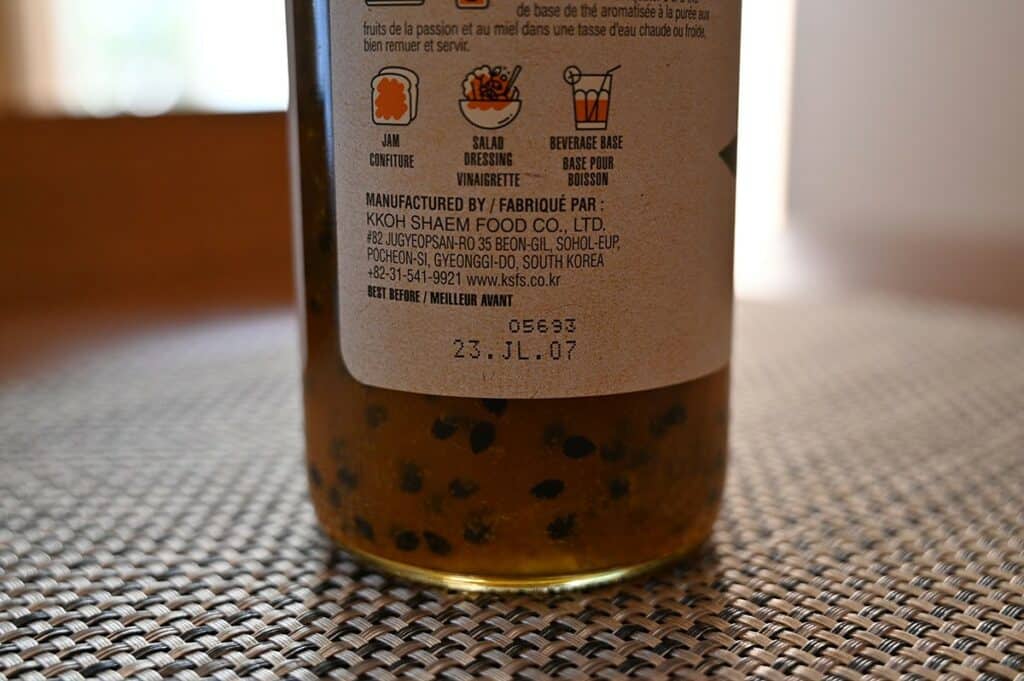 de base de thé aromatisée à la purée aux
fruits de la passion et au miel dans une tasse d'eau chaude ou froide,
bien remuer et servir.
JAM
CONFITURE
SALAD
DRESSING
VINAIGRETTE
BEVERAGE BASE
BASE POUR
BOISSON
MANUFACTURED BY / FABRIQUÉ PAR :
KKOH SHAEM FOOD CO., LTD.
#82 JUGYEOPSAN-RO 35 BEON-GIL, SOHOL-EUP,
POCHEON-SI, GYEONGGI-DO, SOUTH KOREA
+82-31-541-9921 www.ksfs.co.kr
BEST BEFORE / MEILLEUR AVANT
05693
23.JL.07